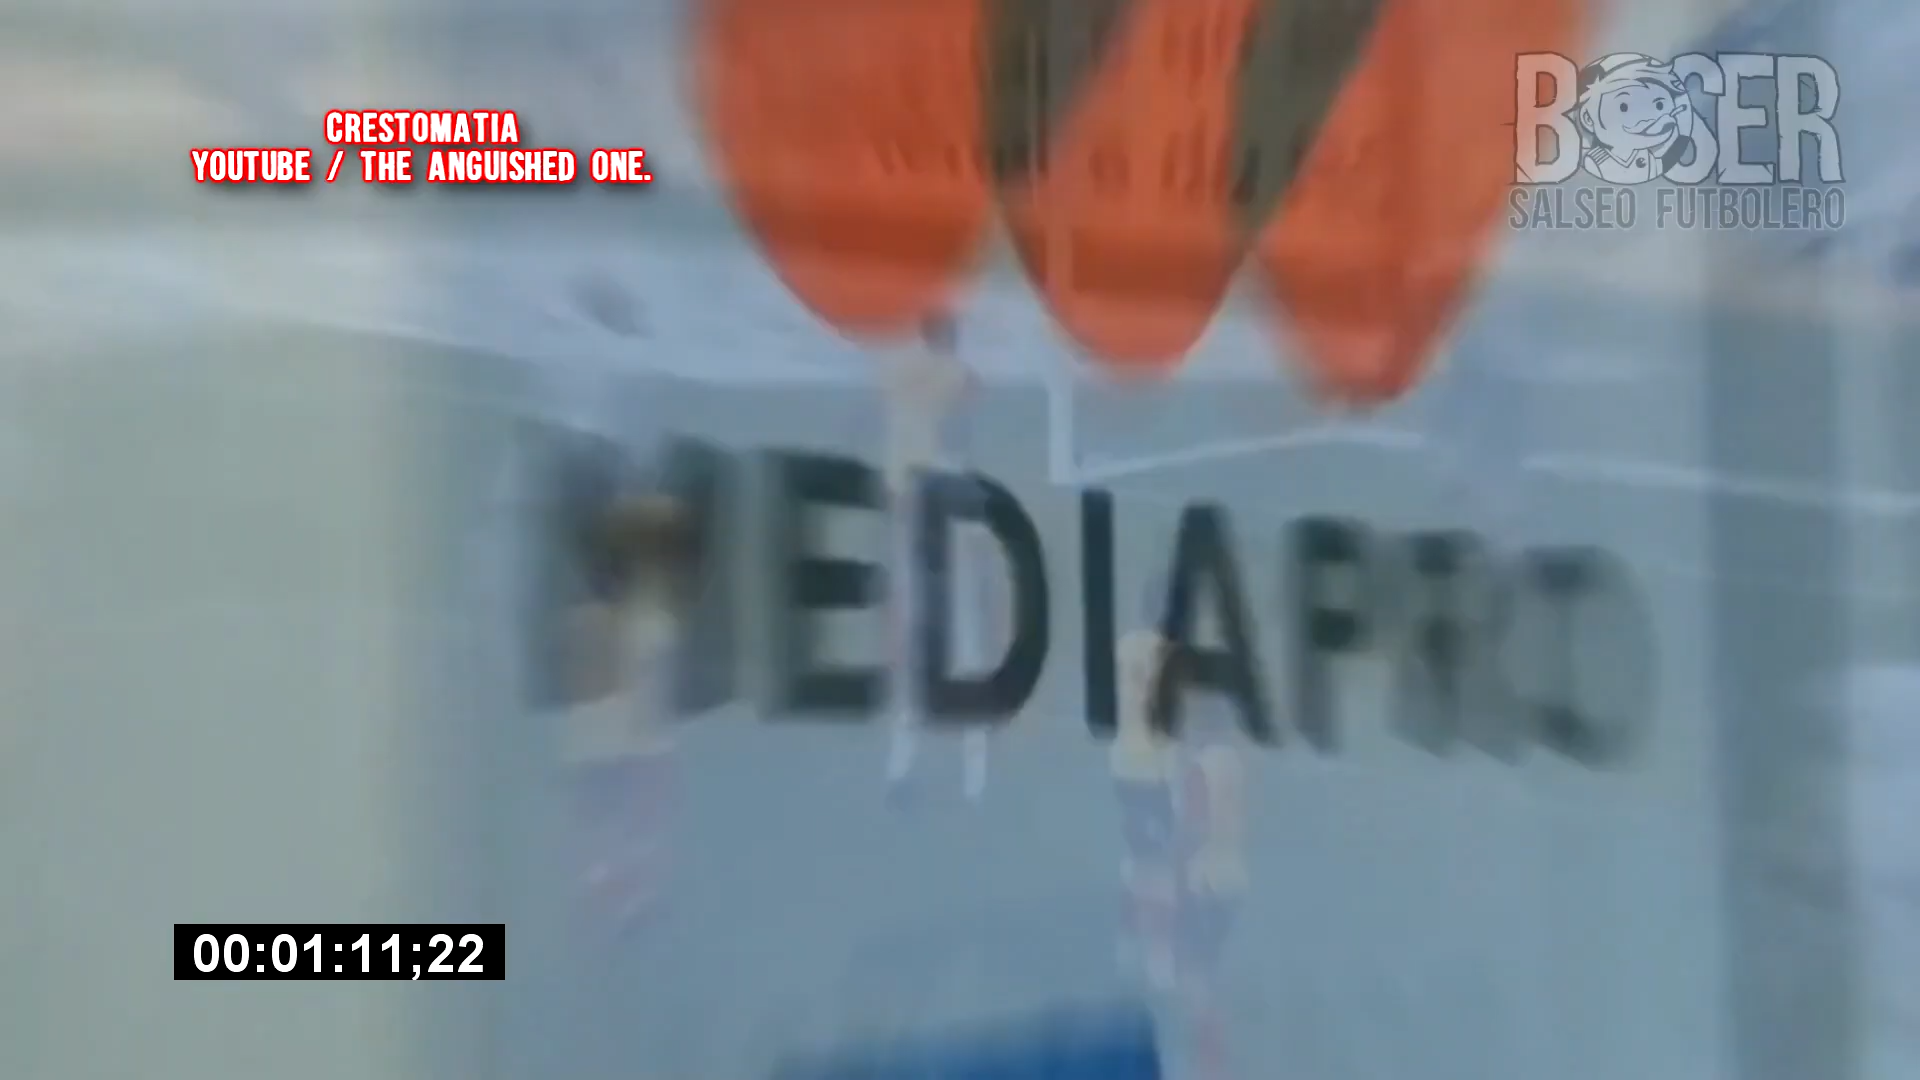 CRESTOMATIA
YOUTUBE / THE ANGUISHED ONE.
BOSER
SALSEO FUTBOLERO
MEDIAPRO
00:01:11;22